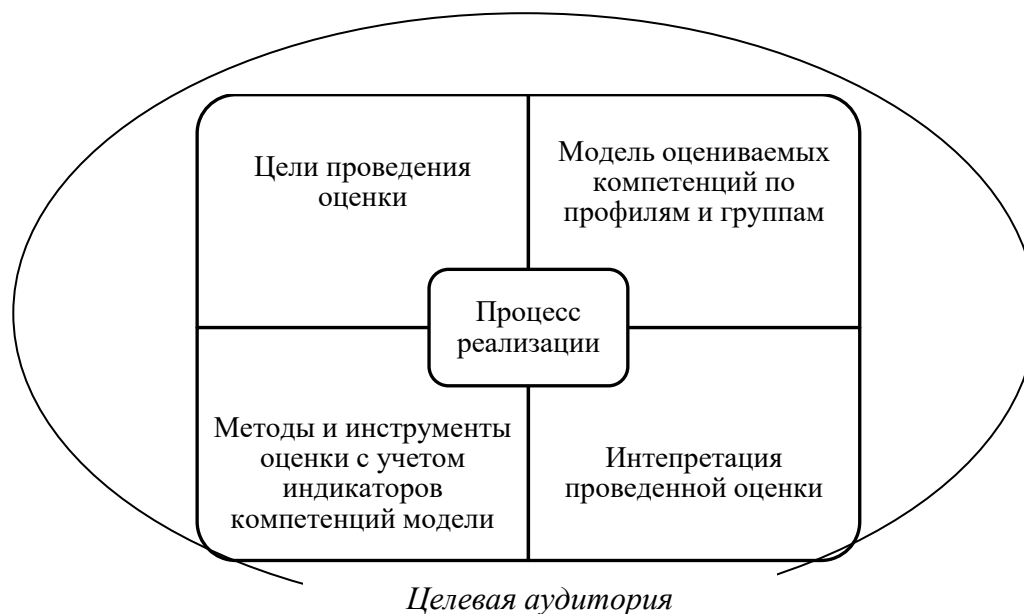 Цели проведения
оценки
Модель оцениваемых
компетенций по
профилям и группам
Процесс
реализации
Методы и инструменты
оценки с учетом
индикаторов
компетенций модели
Интепретация
проведенной оценки
Целевая аудитория